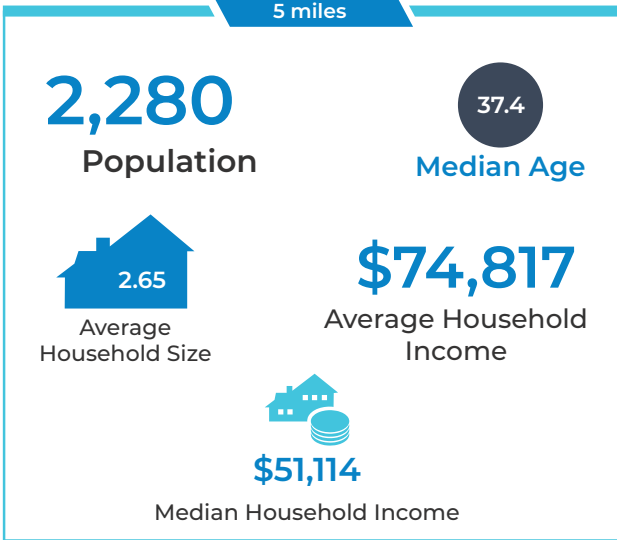 5 miles
2,280
Population
37.4
Median Age
2.65
Average
Household Size
$74,817
Average Household
Income
$51,114
Median Household Income